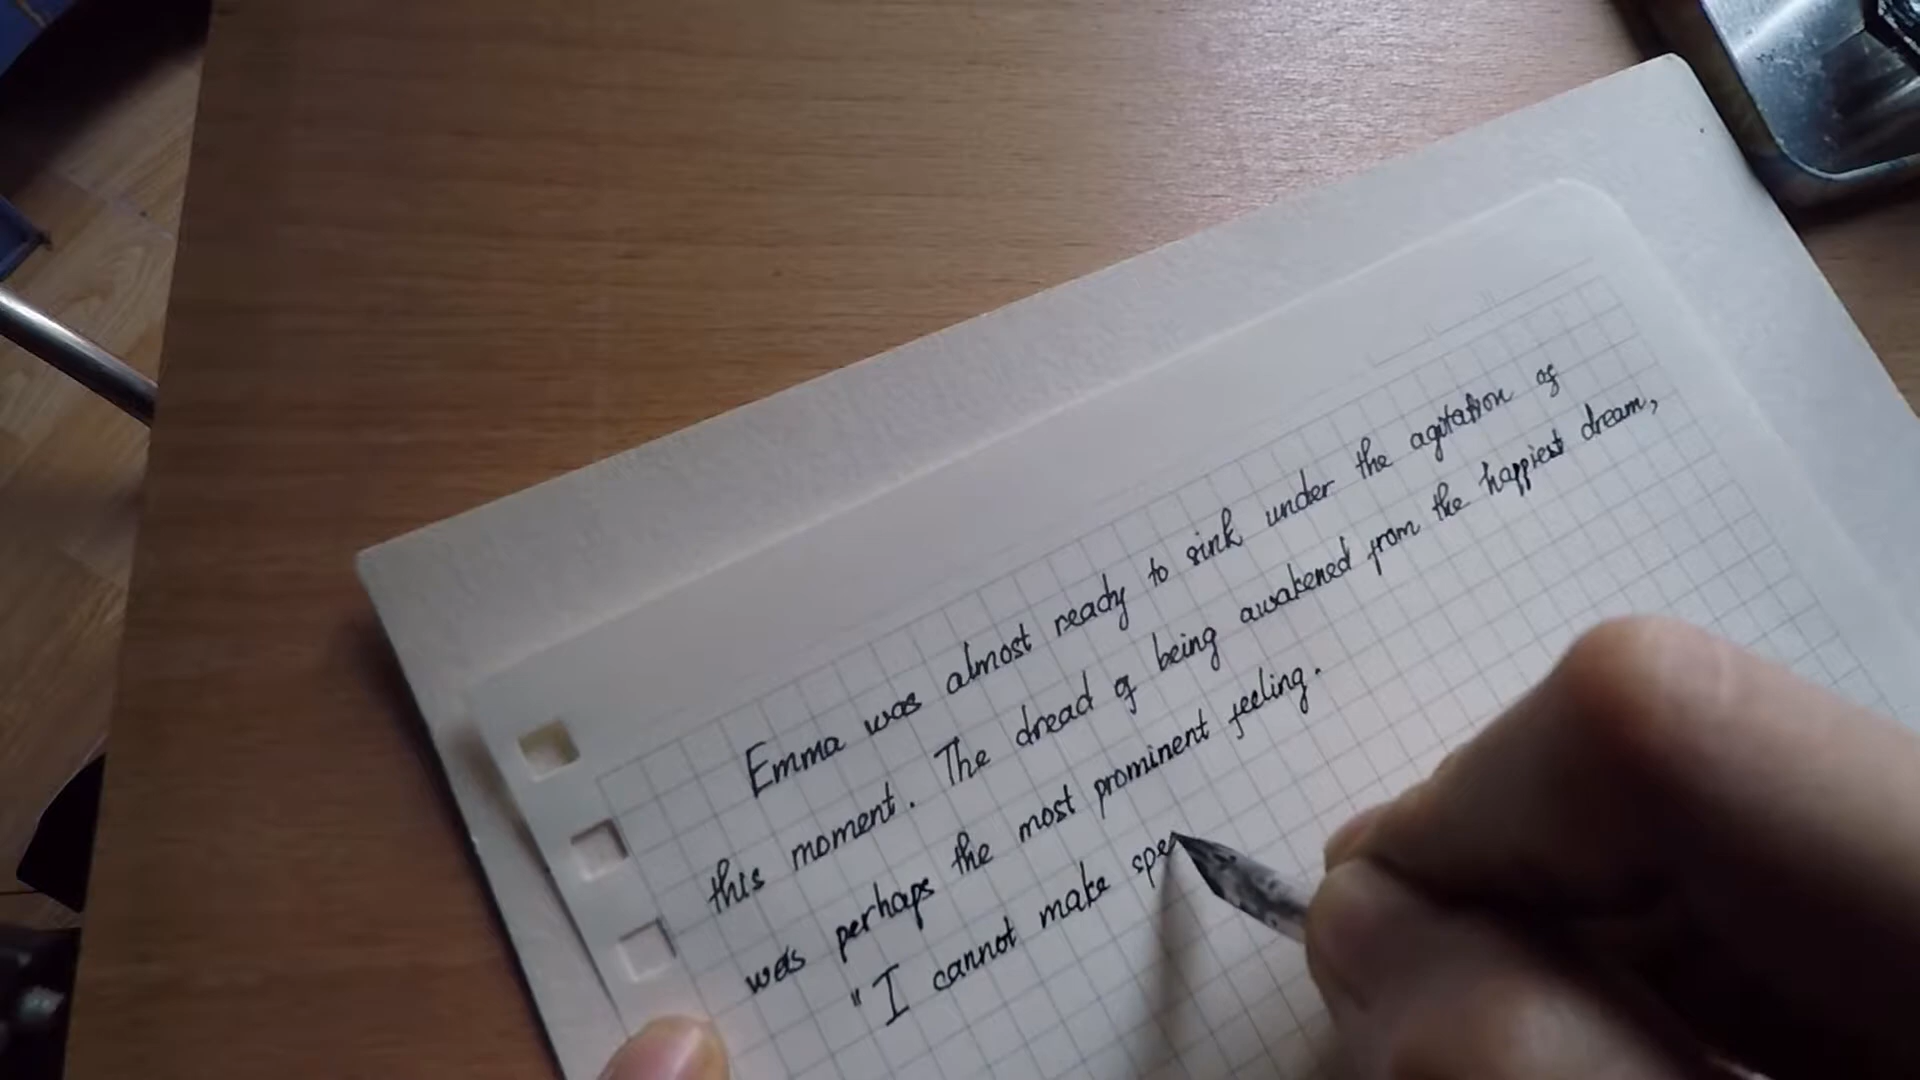 Emma was almost ready to sink under the agitation of
this moment. The dread of being awakened from the happiest dream,
was perhaps the most prominent feeling.
"I cannot make spe